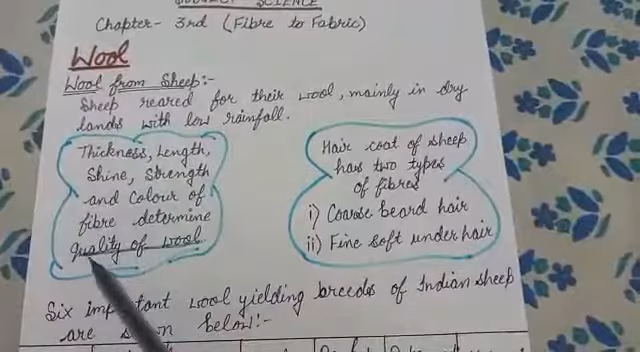 SUBJECT SCIENCE
Chapter- 3rd (Fibre to Fabric)
Wool
Wool from Sheep:-
Sheep reared for their wool, mainly in dry
lands with low rainfall.
Thickness, Length,
Shine, Strength
and Colour of
fibre determine
quality of wool
Hair coat of sheep
has two types
of fibres
i) Coarse beard hair
ii) Fine soft under hair
Six important wool yielding breeds of Indian sheep
are below:-